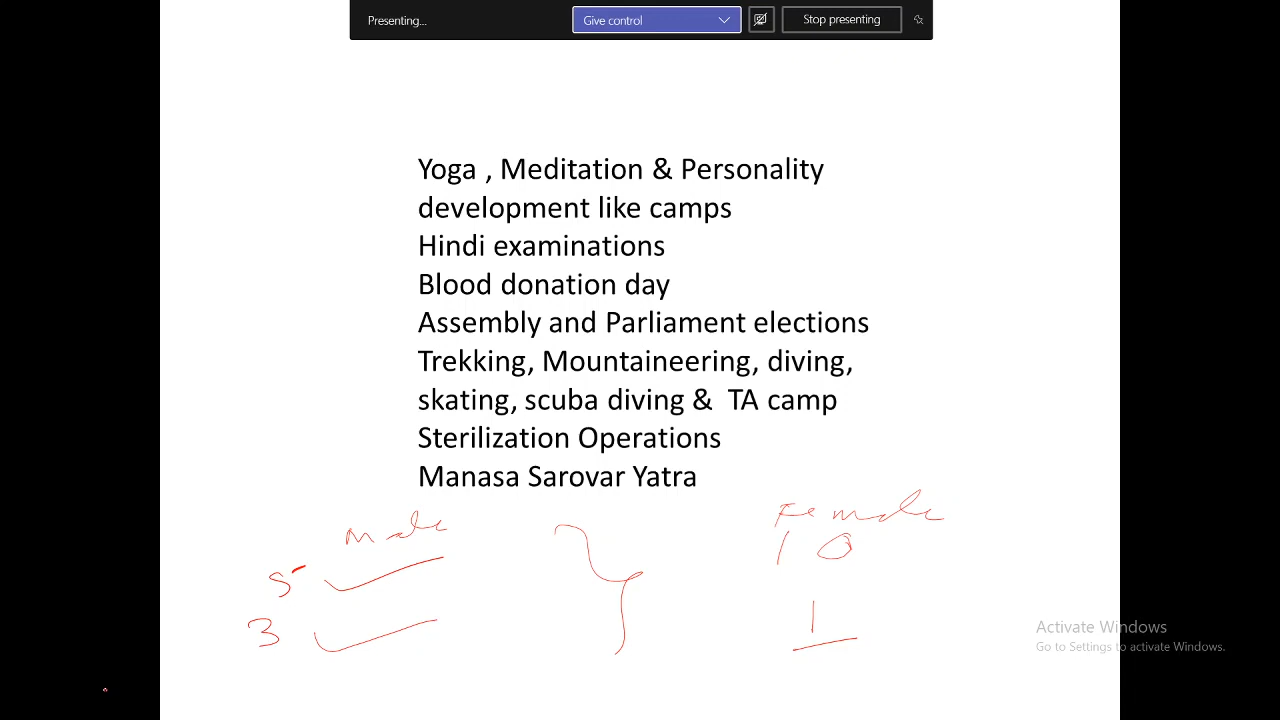 Presenting...
Give control
Stop presenting
Yoga , Meditation & Personality
development like camps
Hindi examinations
Blood donation day
Assembly and Parliament elections
Trekking, Mountaineering, diving,
skating, scuba diving & TA camp
Sterilization Operations
Manasa Sarovar Yatra
Male
Female
5
10
3
1
Activate Windows
Go to Settings to activate Windows.